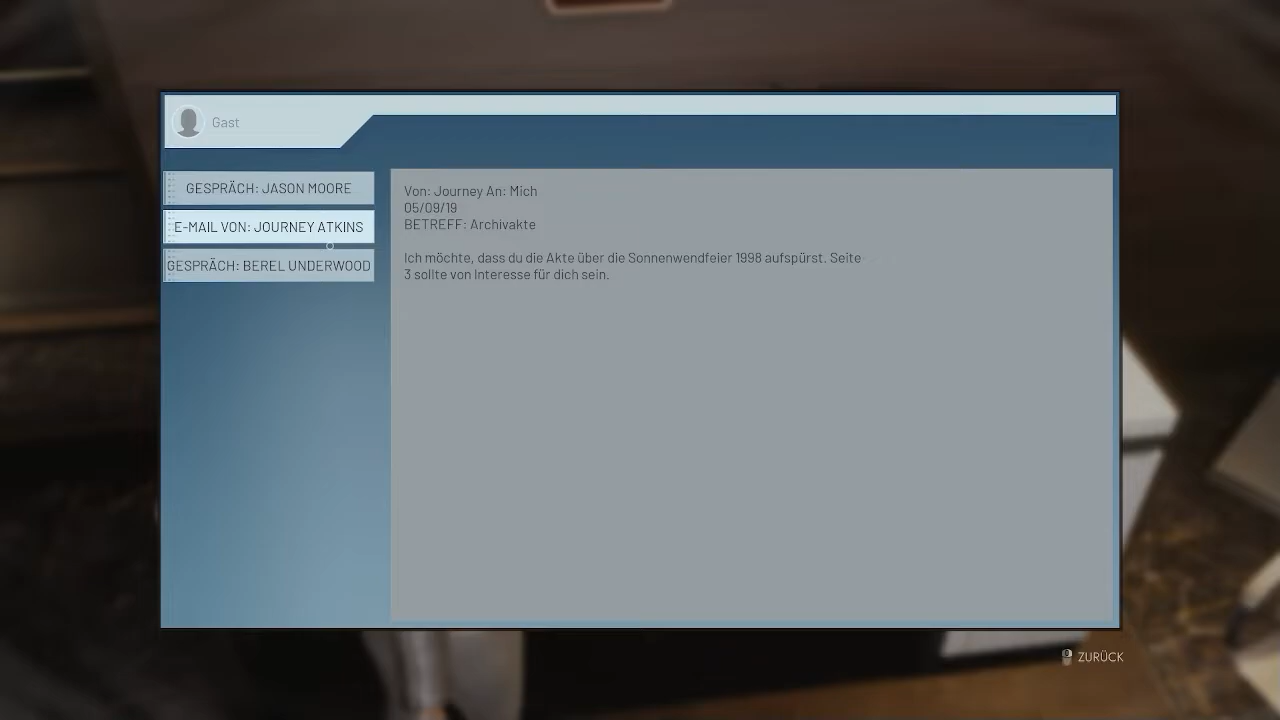 Gast
GESPRÄCH: JASON MOORE
E-MAIL VON: JOURNEY ATKINS
GESPRÄCH: BEREL UNDERWOOD
Von: Journey An: Mich
05/09/19
BETREFF: Archivakte
Ich möchte, dass du die Akte über die Sonnenwendfeier 1998 aufspürst. Seite
3 sollte von Interesse für dich sein.
ZURÜCK